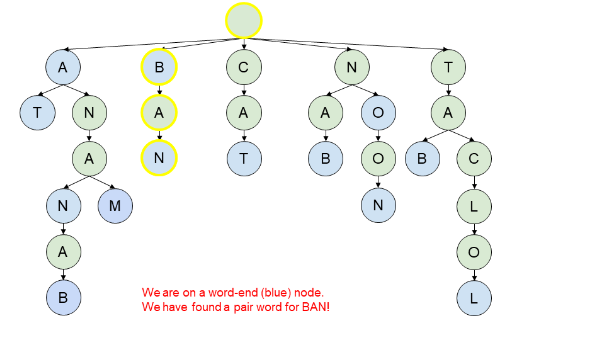 A B C N T
T N A A A O A
A N T B O B C
N M N L
A O
B L
We are on a word-end (blue) node.
We have found a pair word for BAN!